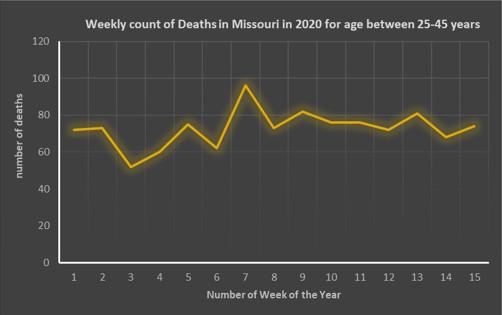 Weekly count of Deaths in Missouri in 2020 for age between 25-45 years
120
100
80
60
40
20
0
number of deaths
1 2 3 4 5 6 7 8 9 10 11 12 13 14 15
Number of Week of the Year